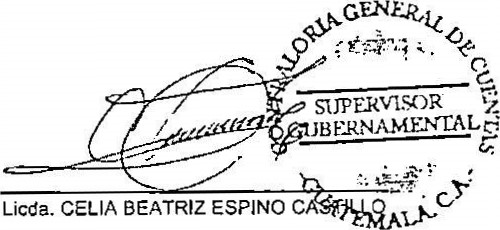 CONTRALORIA GENERAL DE CUENTAS
SUPERVISOR
GUBERNAMENTAL
GUATEMALA, C.A.
Licda. CELIA BEATRIZ ESPINO CASTILLO